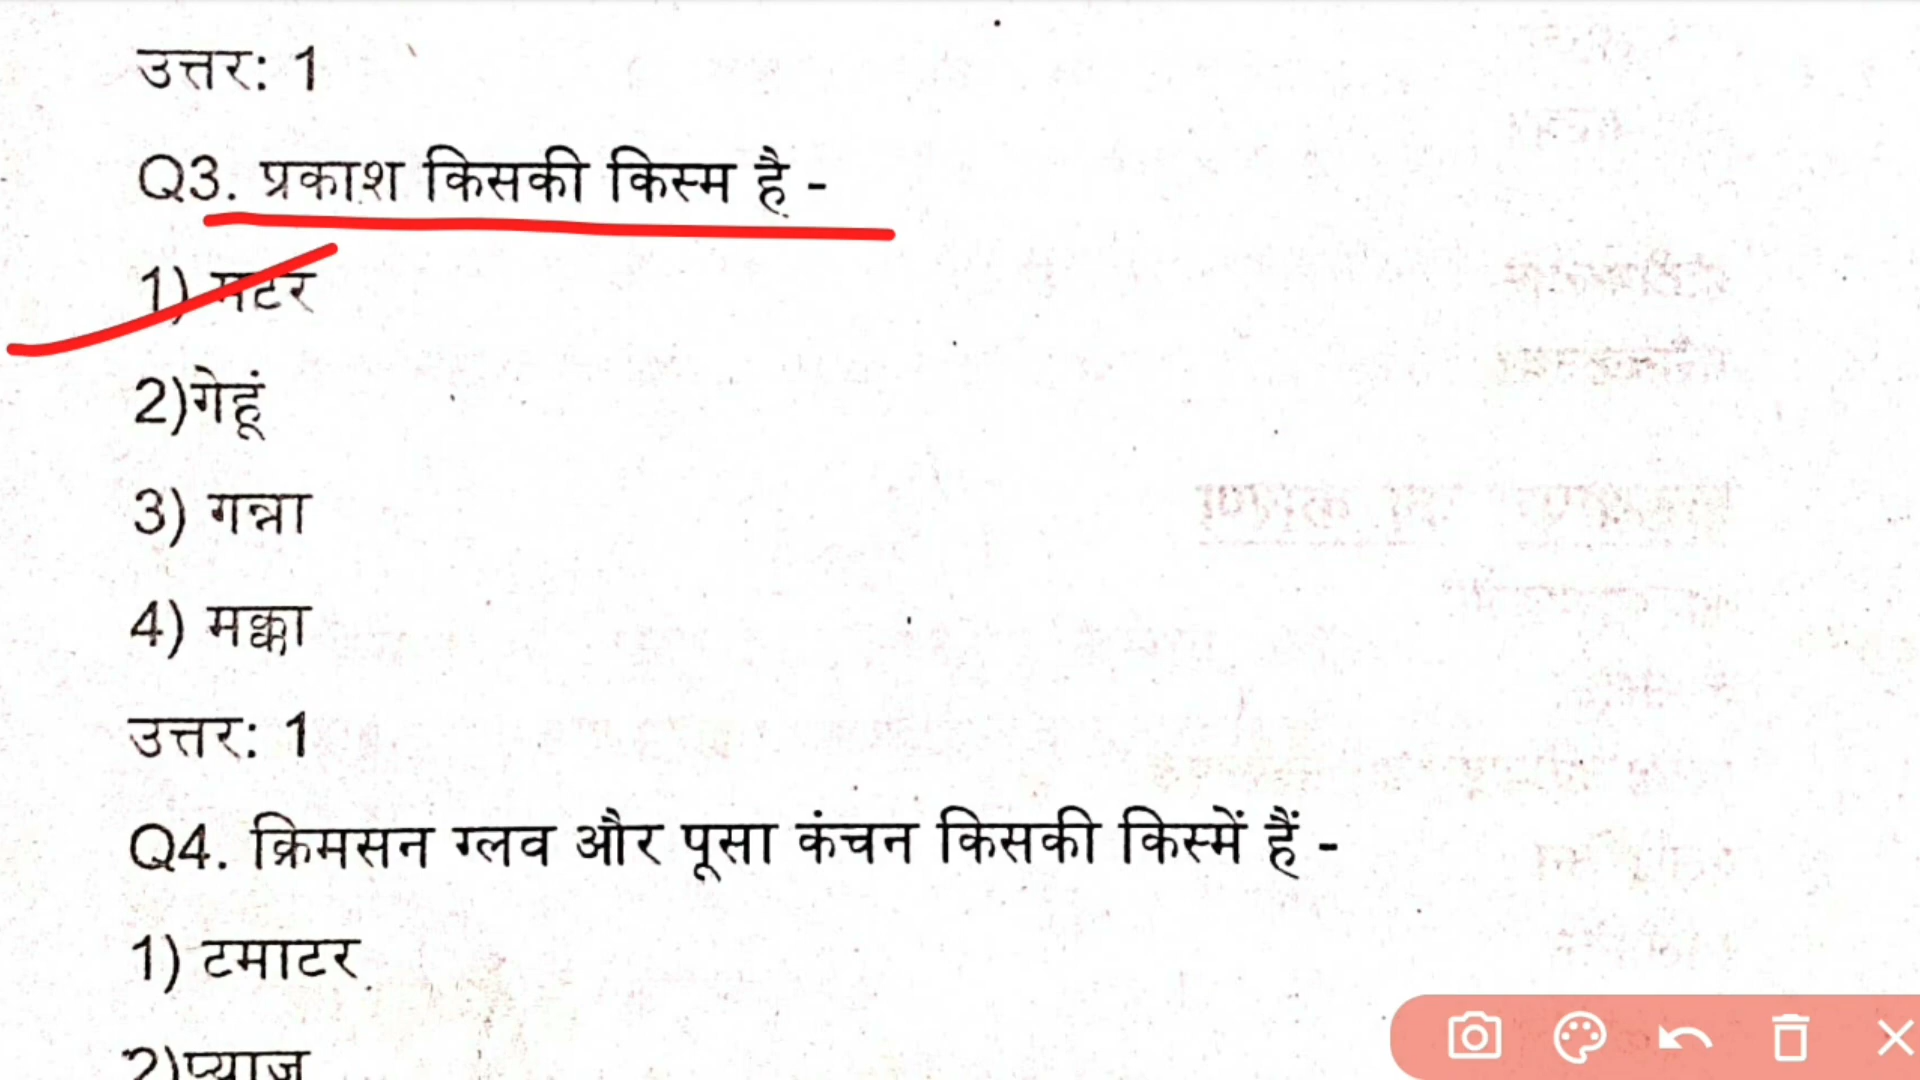 उत्तर: 1
Q3. प्रकाश किसकी किस्म है -
1) मटर
2)गेहूं
3) गन्ना
4) मक्का
उत्तर: 1
Q4. क्रिमसन ग्लव और पूसा कंचन किसकी किस्में हैं -
1) टमाटर
2)प्याज